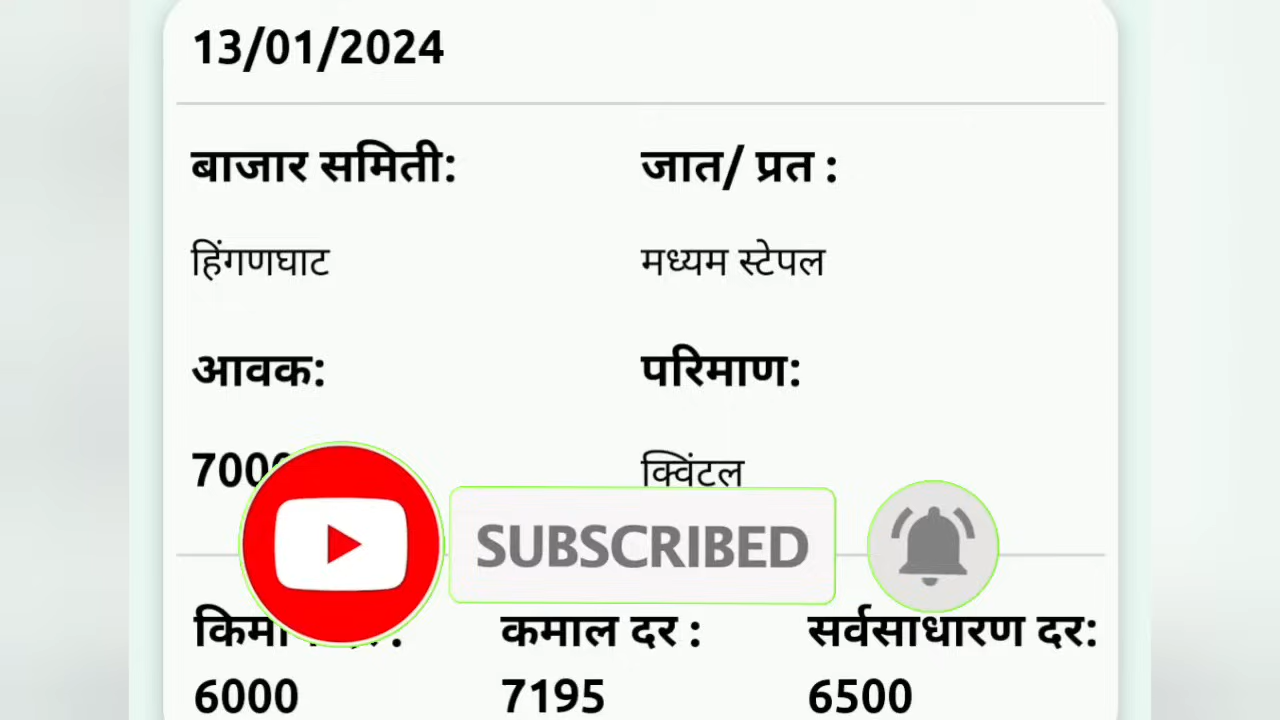 13/01/2024
बाजार समिती: जात/ प्रत :
हिंगणघाट मध्यम स्टेपल
आवक: परिमाण:
क्विंटल
SUBSCRIBED
कमाल दर : सर्वसाधारण दर:
6000 7195 6500